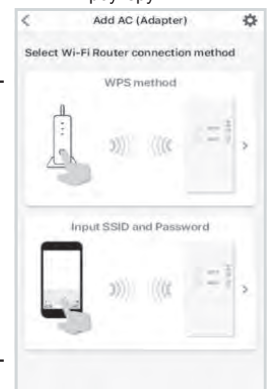 Add AC (Adapter)
Select Wi-Fi Router connection method
WPS method
Input SSID and Password